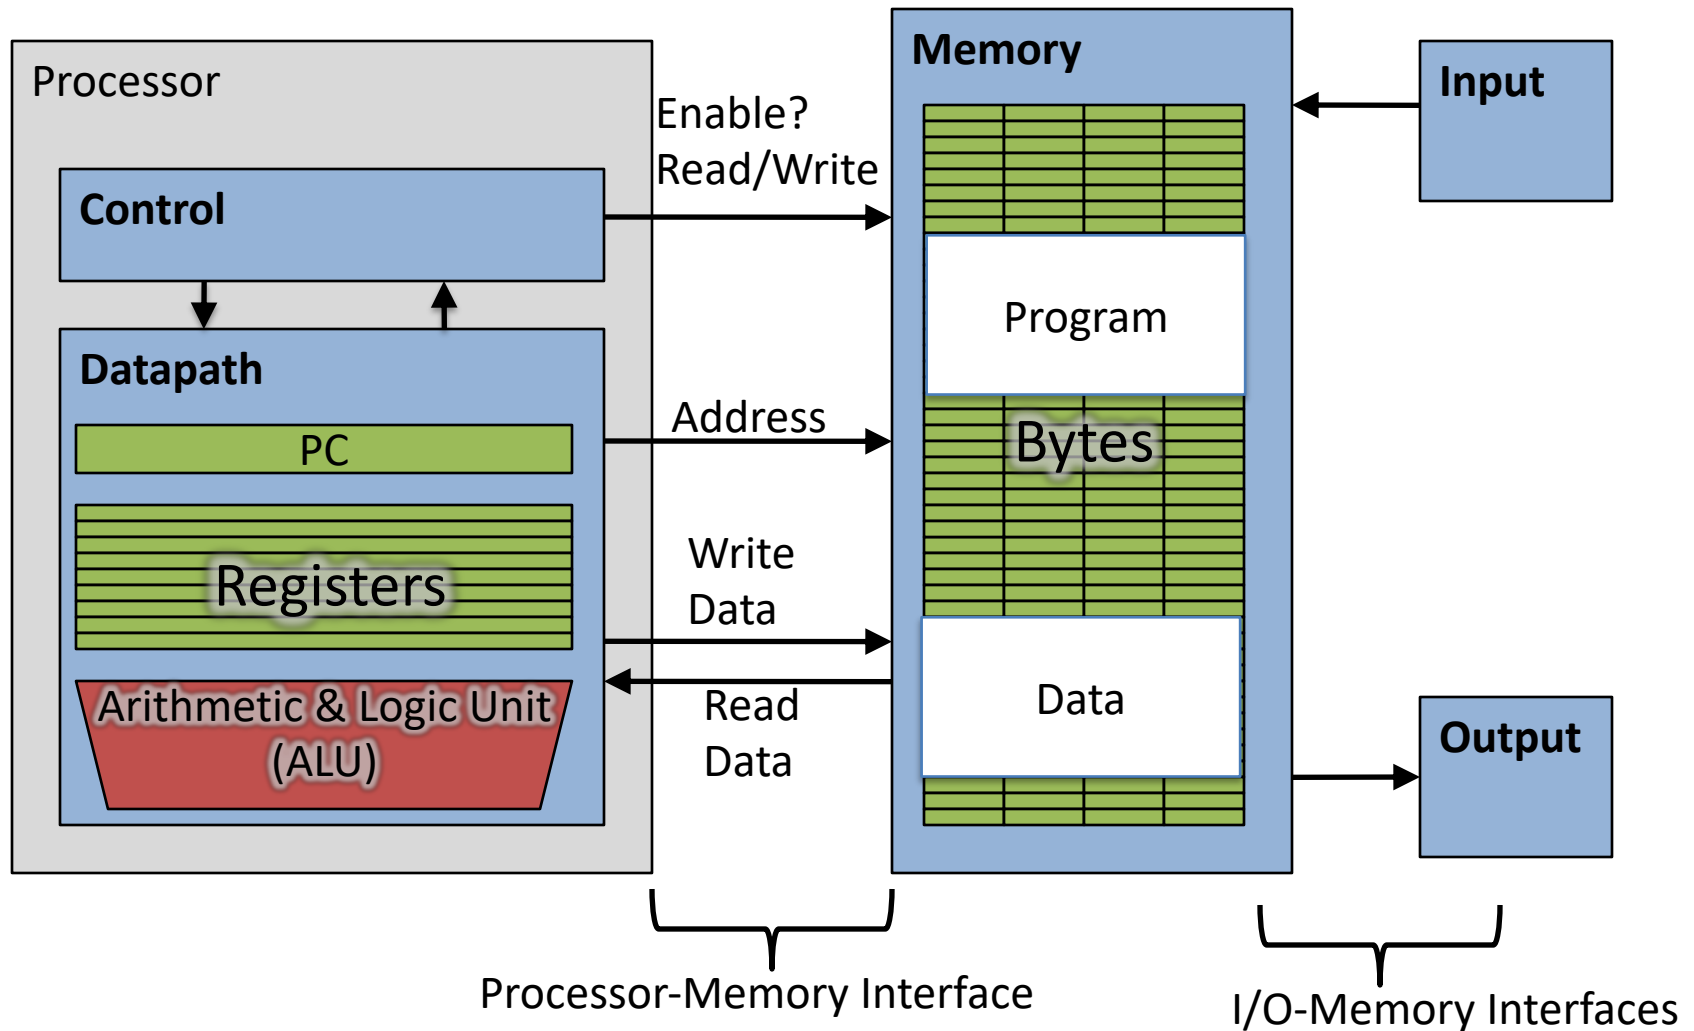 Processor
Control
Datapath
PC
Registers
Arithmetic & Logic Unit
(ALU)
Enable?
Read/Write
Address
Write
Data
Read
Data
Memory
Program
Bytes
Data
Input
Output
Processor-Memory Interface
I/O-Memory Interfaces